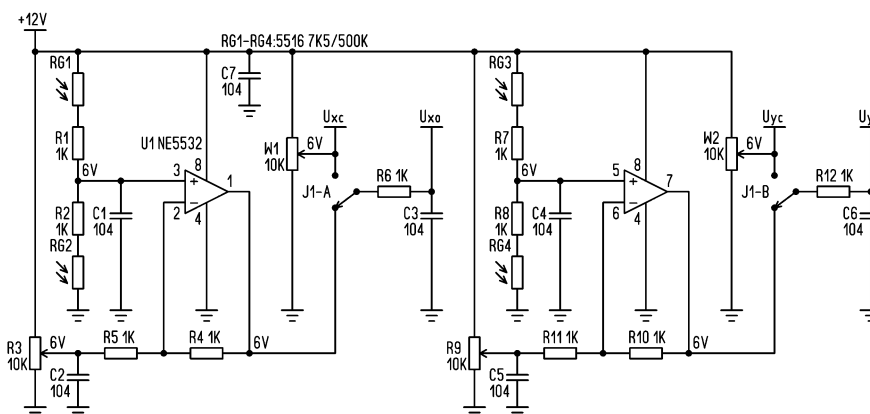 +12V
RG1-RG4:5516 7K5/500K
RG1
C7
104
RG3
Uxc
Uxo
Uyc
Uy
R1
1K
U1 NE5532
W1
10K
6V
R7
1K
W2
10K
6V
6V
3
8
1
2
4
R6 1K
J1-A
6V
5
8
7
6
4
R12 1K
J1-B
R2
1K
C1
104
C3
104
R8
1K
C4
104
C6
104
RG2
RG4
R3
10K
6V
R5 1K
R4 1K
6V
R9
10K
6V
R11 1K
R10 1K
6V
C2
104
C5
104